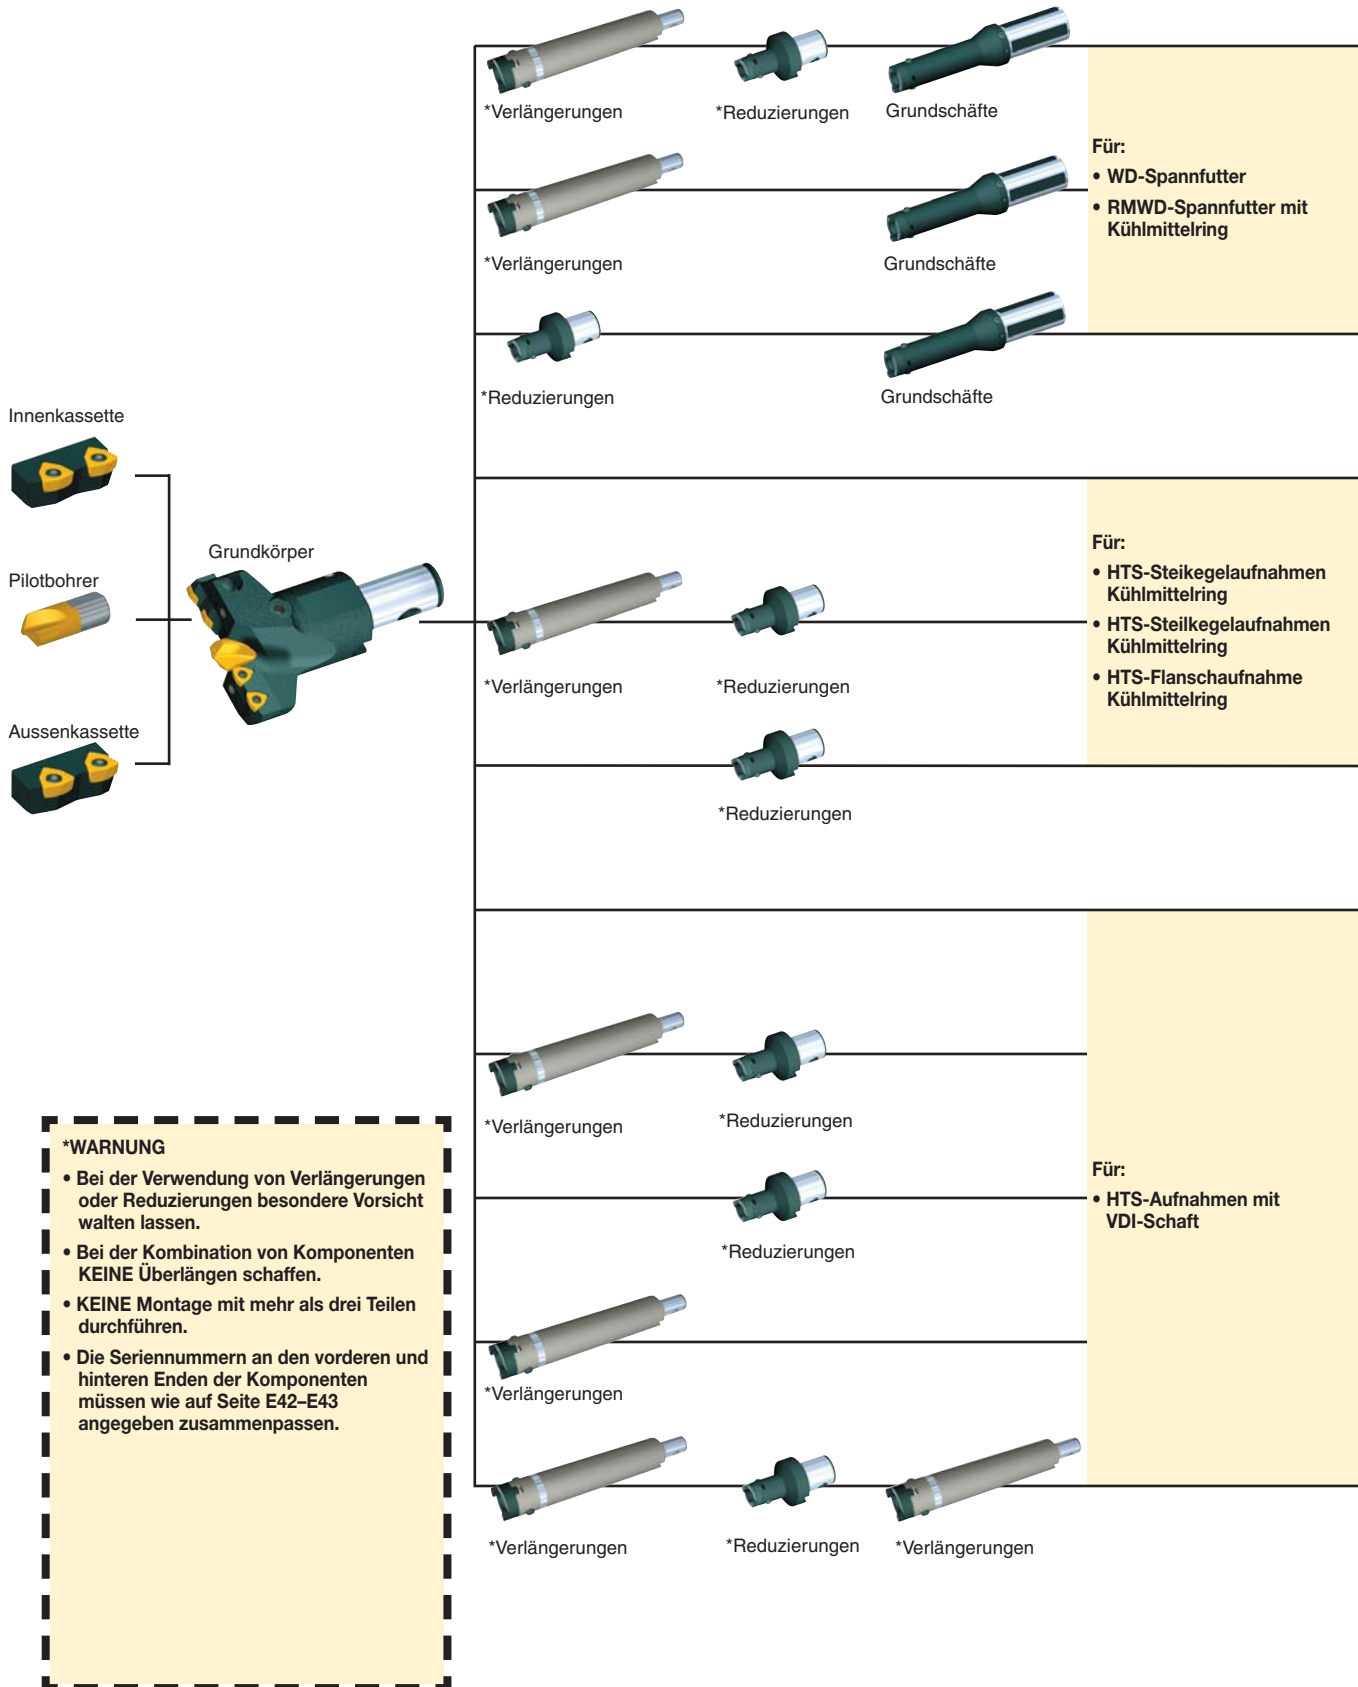 *Verlängerungen
*Reduzierungen
Grundschäfte
Für:
• WD-Spannfutter
• RMWD-Spannfutter mit
Kühlmittelring
*Verlängerungen
Grundschäfte
*Reduzierungen
Grundschäfte
Innenkassette
Pilotbohrer
Aussenkassette
Grundkörper
*Verlängerungen
*Reduzierungen
Für:
• HTS-Steikegelaufnahmen
Kühlmittelring
• HTS-Steilkegelaufnahmen
Kühlmittelring
• HTS-Flanschaufnahme
Kühlmittelring
*Reduzierungen
*Verlängerungen
*Reduzierungen
*Reduzierungen
Für:
• HTS-Aufnahmen mit
VDI-Schaft
*Verlängerungen
*Verlängerungen
*Reduzierungen
*Verlängerungen
*WARNUNG
• Bei der Verwendung von Verlängerungen
oder Reduzierungen besondere Vorsicht
walten lassen.
• Bei der Kombination von Komponenten
KEINE Überlängen schaffen.
• KEINE Montage mit mehr als drei Teilen
durchführen.
• Die Seriennummern an den vorderen und
hinteren Enden der Komponenten
müssen wie auf Seite E42–E43
angegeben zusammenpassen.